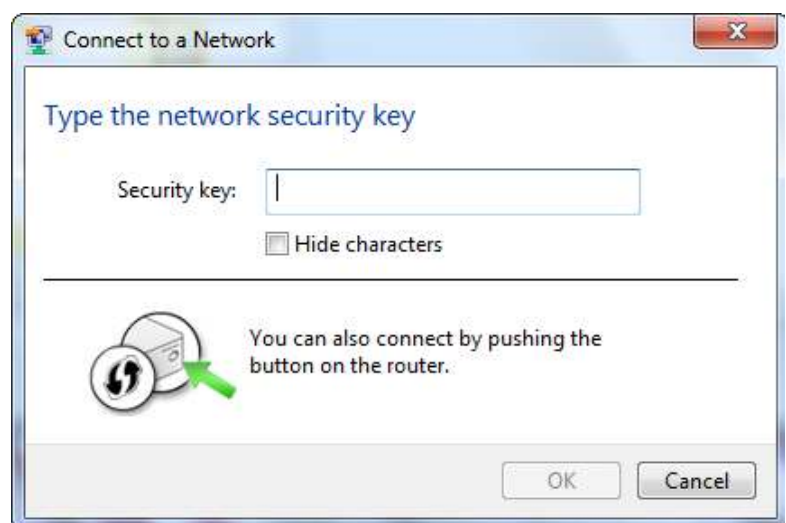 Connect to a Network
Type the network security key
Security key:
Hide characters
You can also connect by pushing the
button on the router.
OK Cancel